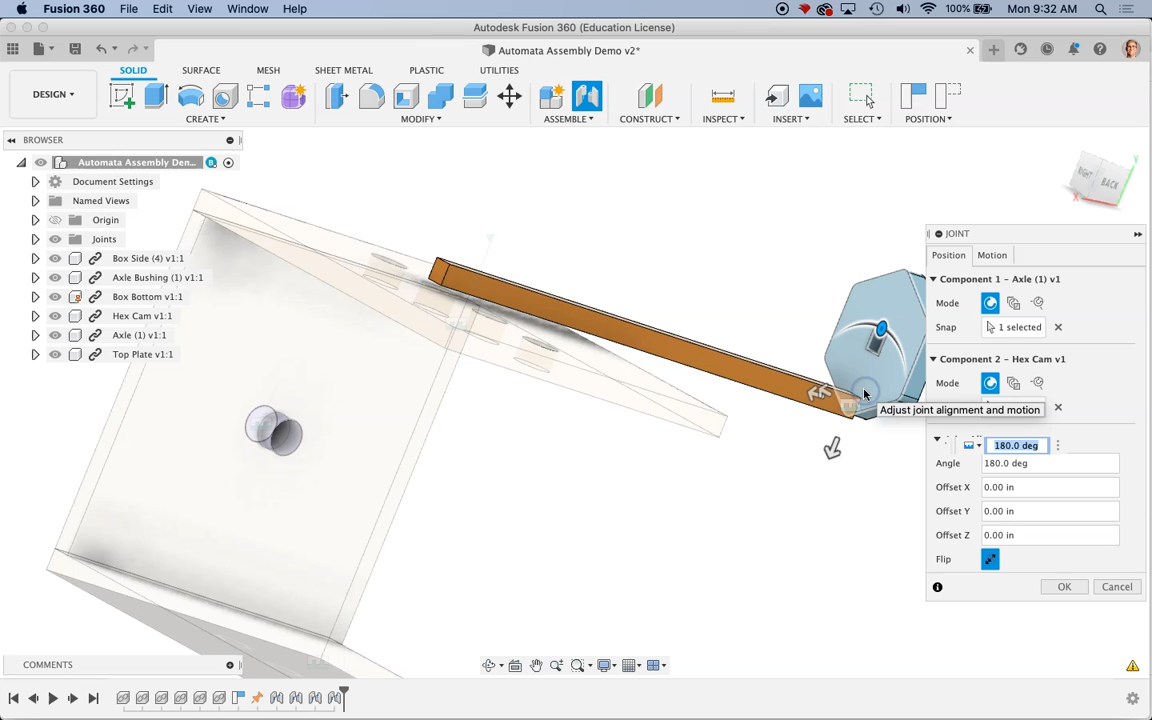 Fusion 360 File Edit View Window Help 100% Mon 9:32 AM
Autodesk Fusion 360 (Education License)
Automata Assembly Demo v2*
SOLID SURFACE MESH SHEET METAL PLASTIC UTILITIES
DESIGN
CREATE MODIFY ASSEMBLE CONSTRUCT INSPECT INSERT SELECT POSITION
BROWSER
Automata Assembly Den...
Document Settings
Named Views
Origin
Joints
Box Side (4) v1:1
Axle Bushing (1) v1:1
Box Bottom v1:1
Hex Cam v1:1
Axle (1) v1:1
Top Plate v1:1
RIGHT BACK
X Y
JOINT
Position Motion
Component 1 - Axle (1) v1
Mode
Snap 1 selected
Component 2 - Hex Cam v1
Mode
Adjust joint alignment and motion
180.0 deg
Angle 180.0 deg
Offset X 0.00 in
Offset Y 0.00 in
Offset Z 0.00 in
Flip
OK Cancel
COMMENTS